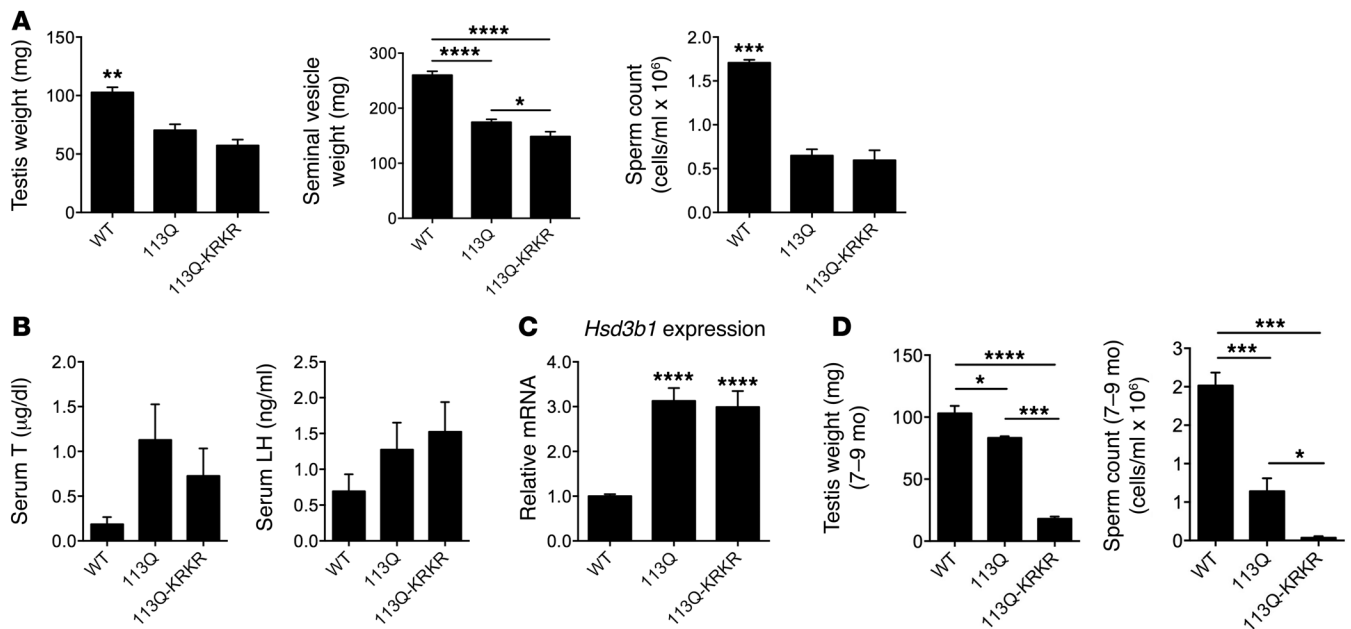 A
Testis weight (mg)
150
100
50
0
**
WT
113Q
113Q-KRKR
Seminal vesicle
weight (mg)
300
200
100
0
****
****
*
WT
113Q
113Q-KRKR
Sperm count
(cells/ml x 10⁶)
2.0
1.5
1.0
0.5
0.0
***
WT
113Q
113Q-KRKR
B
Serum T (µg/dl)
2.0
1.5
1.0
0.5
0.0
WT
113Q
113Q-KRKR
Serum LH (ng/ml)
2.5
2.0
1.5
1.0
0.5
0.0
WT
113Q
113Q-KRKR
C
Hsd3b1 expression
Relative mRNA
4.0
3.0
2.0
1.0
0.0
****
****
WT
113Q
113Q-KRKR
D
Testis weight (mg)
(7–9 mo)
150
100
50
0
****
*
***
WT
113Q
113Q-KRKR
Sperm count (7–9 mo)
(cells/ml x 10⁶)
3
2
2
1
1
0
***
***
*
WT
113Q
113Q-KRKR